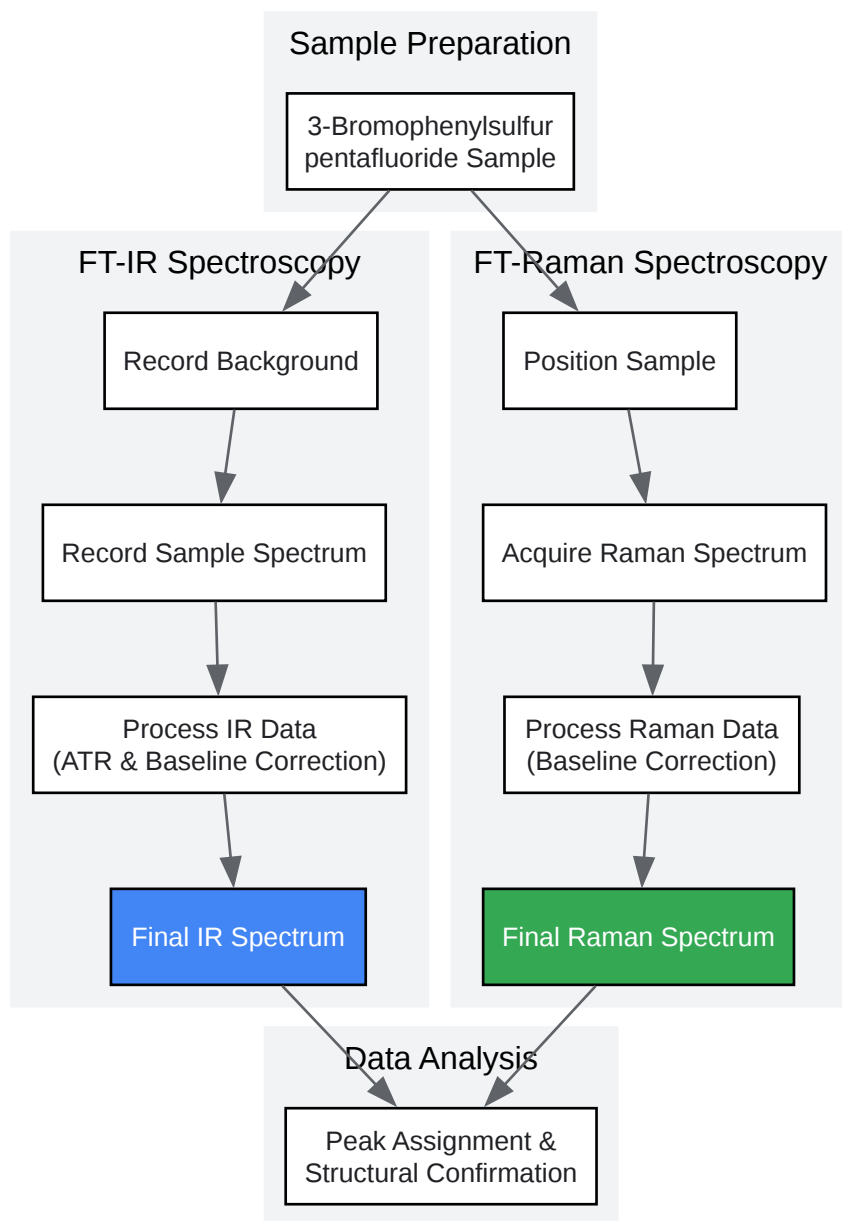 Sample Preparation
3-Bromophenylsulfur
pentafluoride Sample
FT-IR Spectroscopy
Record Background
Record Sample Spectrum
Process IR Data
(ATR & Baseline Correction)
Final IR Spectrum
FT-Raman Spectroscopy
Position Sample
Acquire Raman Spectrum
Process Raman Data
(Baseline Correction)
Final Raman Spectrum
Data Analysis
Peak Assignment &
Structural Confirmation